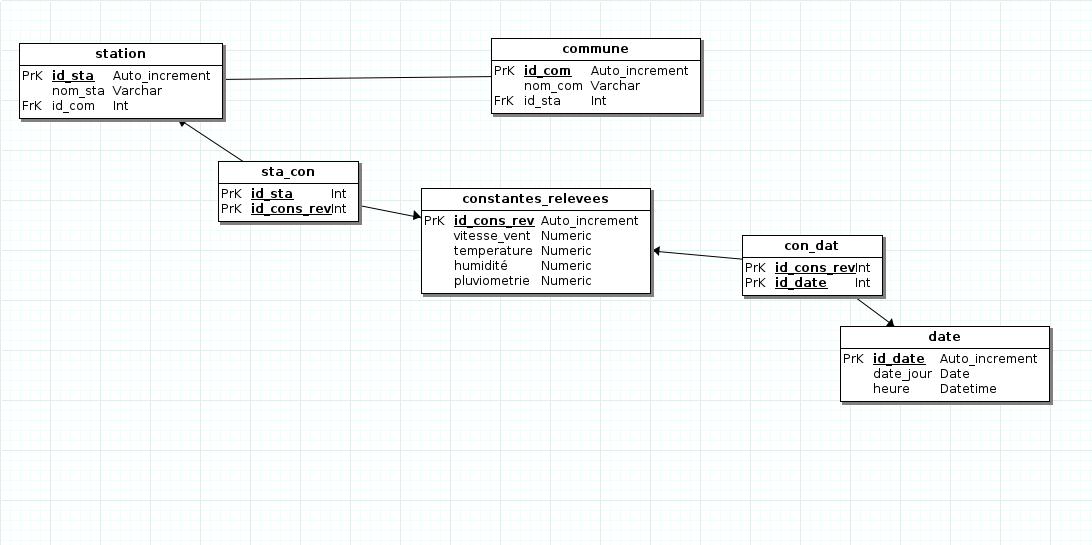 station
PrK id_sta Auto_increment
nom_sta Varchar
FrK id_com Int
commune
PrK id_com Auto_increment
nom_com Varchar
FrK id_sta Int
sta_con
PrK id_sta Int
PrK id_cons_rev Int
constantes_relevees
PrK id_cons_rev Auto_increment
vitesse_vent Numeric
temperature Numeric
humidité Numeric
pluviometrie Numeric
con_dat
PrK id_cons_rev Int
PrK id_date Int
date
PrK id_date Auto_increment
date_jour Date
heure Datetime